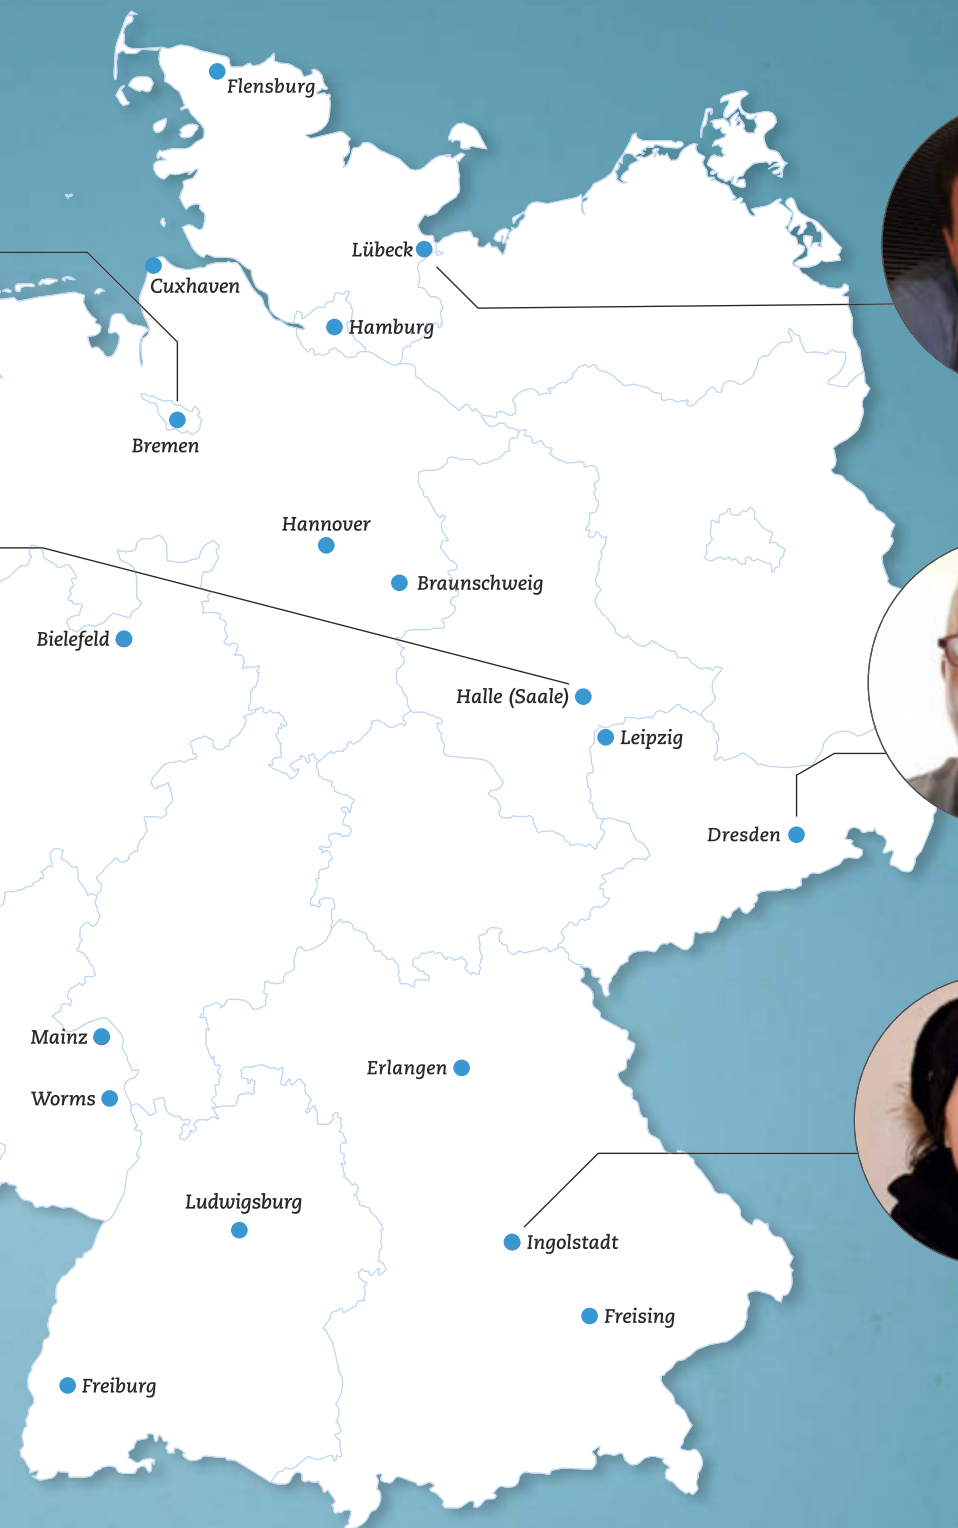 Flensburg
Lübeck
Cuxhaven
Hamburg
Bremen
Hannover
Braunschweig
Bielefeld
Halle (Saale)
Leipzig
Dresden
Mainz
Erlangen
Worms
Ludwigsburg
Ingolstadt
Freising
Freiburg